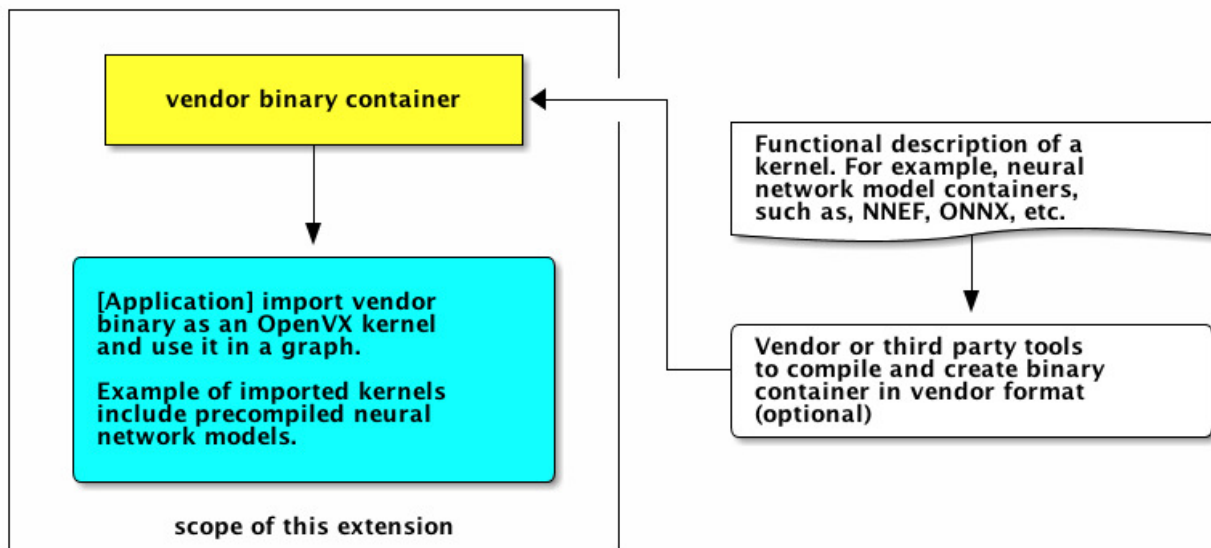 vendor binary container
[Application] import vendor
binary as an OpenVX kernel
and use it in a graph.
Example of imported kernels
include precompiled neural
network models.
scope of this extension
Functional description of a
kernel. For example, neural
network model containers,
such as, NNEF, ONNX, etc.
Vendor or third party tools
to compile and create binary
container in vendor format
(optional)